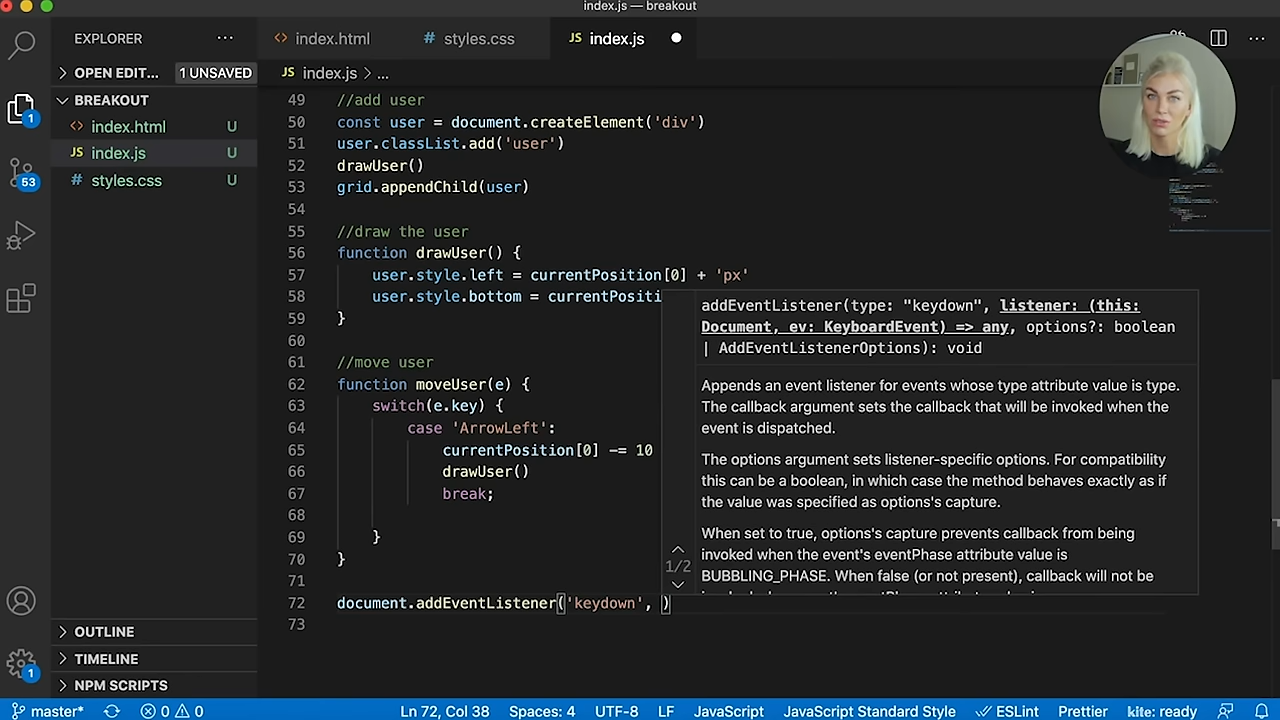 index.js — breakout
EXPLORER ...
index.html
styles.css
JS index.js
OPEN EDIT... 1 UNSAVED
JS index.js > ...
BREAKOUT
index.html U
JS index.js U
# styles.css U
1
53
49 //add user
50 const user = document.createElement('div')
51 user.classList.add('user')
52 drawUser()
53 grid.appendChild(user)
54
55 //draw the user
56 function drawUser() {
57 user.style.left = currentPosition[0] + 'px'
58 user.style.bottom = currentPositi
59 }
60
61 //move user
62 function moveUser(e) {
63 switch(e.key) {
64 case 'ArrowLeft':
65 currentPosition[0] -= 10
66 drawUser()
67 break;
68
69 }
70 }
71
72 document.addEventListener('keydown', )
73
addEventListener(type: "keydown", listener: (this:
Document, ev: KeyboardEvent) => any, options?: boolean
| AddEventListenerOptions): void
Appends an event listener for events whose type attribute value is type.
The callback argument sets the callback that will be invoked when the
event is dispatched.
The options argument sets listener-specific options. For compatibility
this can be a boolean, in which case the method behaves exactly as if
the value was specified as options's capture.
When set to true, options's capture prevents callback from being
invoked when the event's eventPhase attribute value is
BUBBLING_PHASE. When false (or not present), callback will not be
1/2
OUTLINE
TIMELINE
NPM SCRIPTS
1
master* 0 0 Ln 72, Col 38 Spaces: 4 UTF-8 LF JavaScript JavaScript Standard Style ESLint Prettier kite: ready